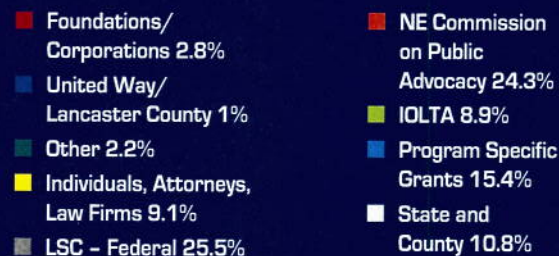 Foundations/
Corporations 2.8%
United Way/
Lancaster County 1%
Other 2.2%
Individuals, Attorneys,
Law Firms 9.1%
LSC – Federal 25.5%
NE Commission
on Public
Advocacy 24.3%
IOLTA 8.9%
Program Specific
Grants 15.4%
State and
County 10.8%